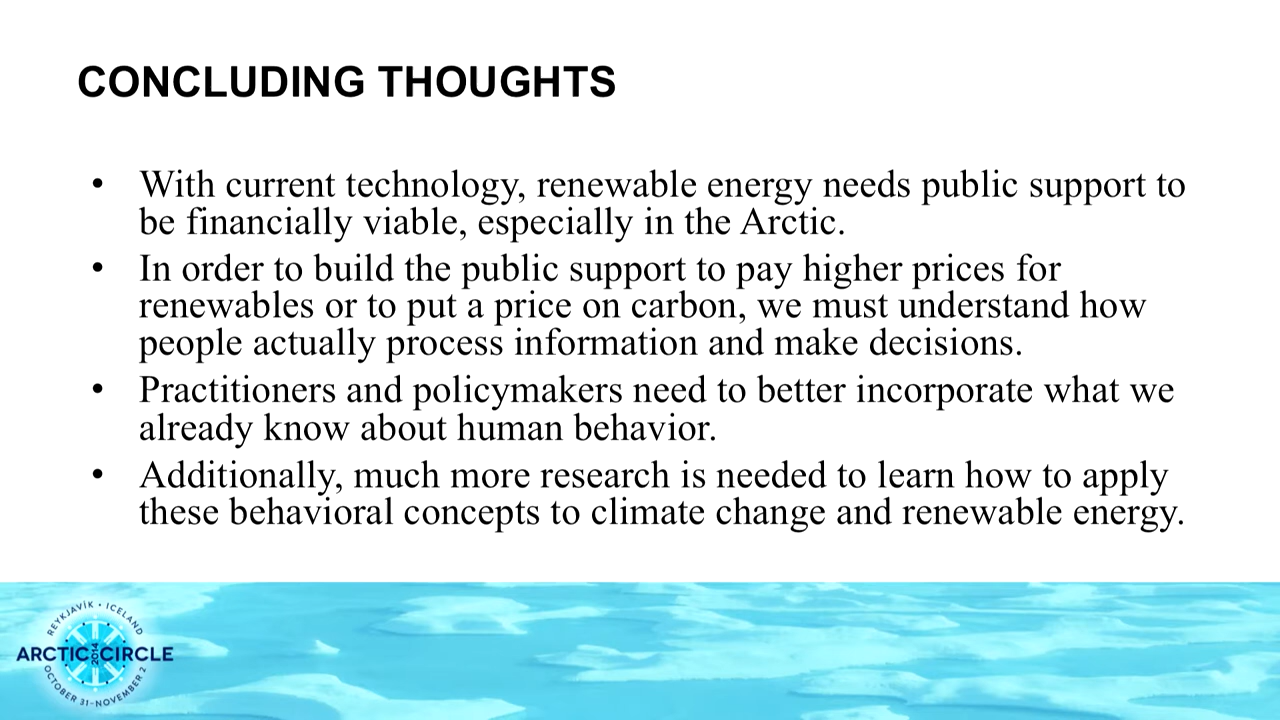 CONCLUDING THOUGHTS
• With current technology, renewable energy needs public support to
be financially viable, especially in the Arctic.
• In order to build the public support to pay higher prices for
renewables or to put a price on carbon, we must understand how
people actually process information and make decisions.
• Practitioners and policymakers need to better incorporate what we
already know about human behavior.
• Additionally, much more research is needed to learn how to apply
these behavioral concepts to climate change and renewable energy.
REYKJAVÍK • ICELAND
ARCTIC CIRCLE
2014
OCTOBER 31–NOVEMBER 2